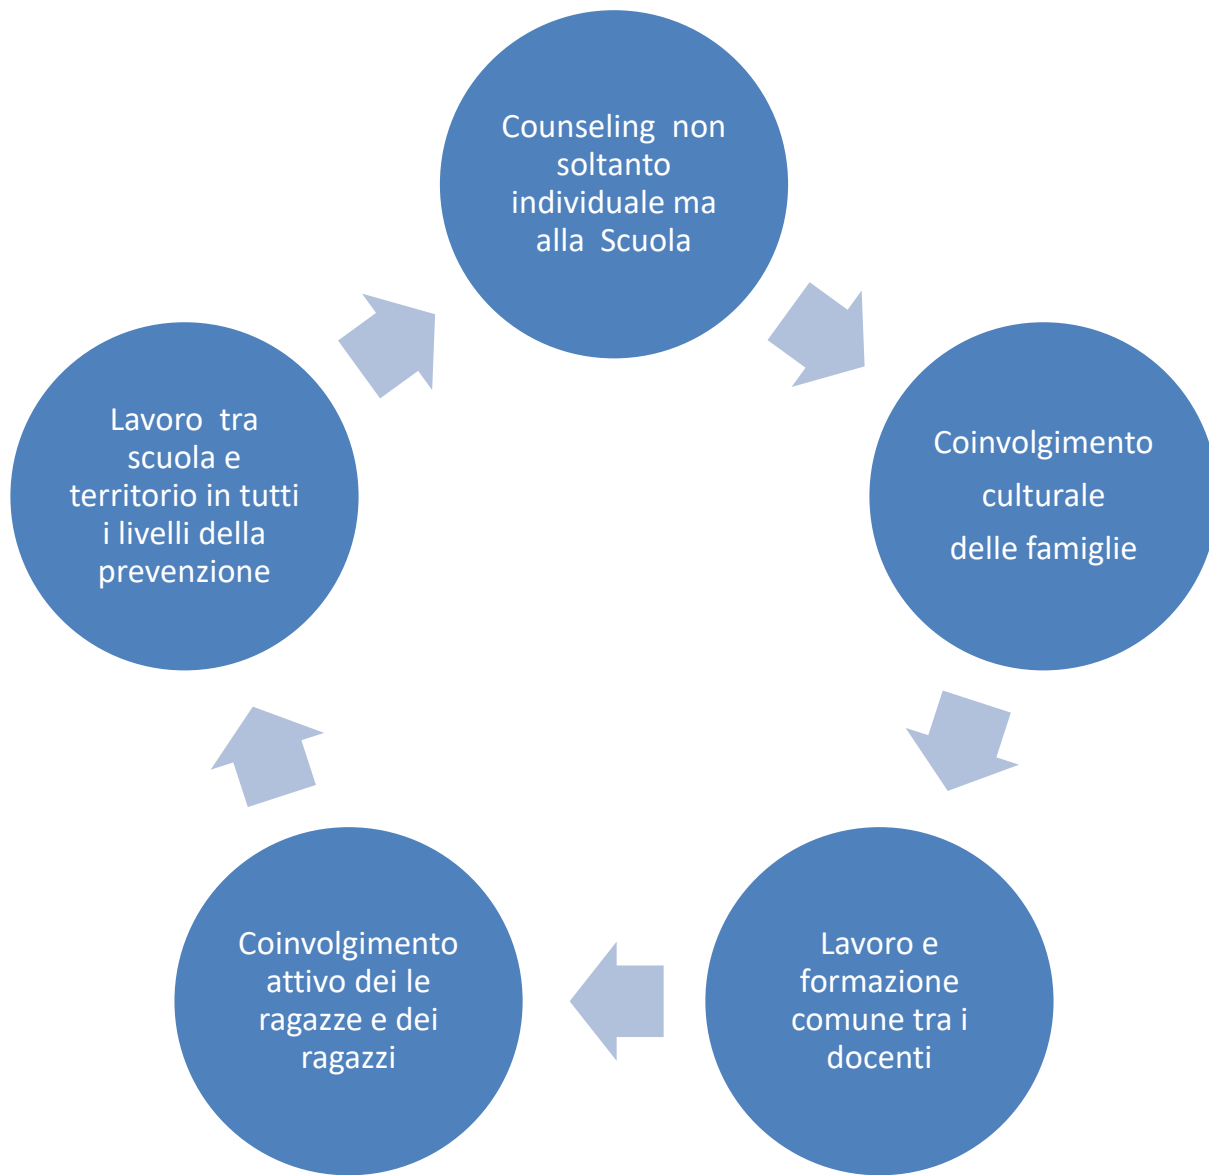 Counseling  non
soltanto
individuale ma
alla  Scuola
Coinvolgimento
culturale
delle famiglie
Lavoro e
formazione
comune tra i
docenti
Coinvolgimento
attivo dei le
ragazze e dei
ragazzi
Lavoro  tra
scuola e
territorio in tutti
i livelli della
prevenzione